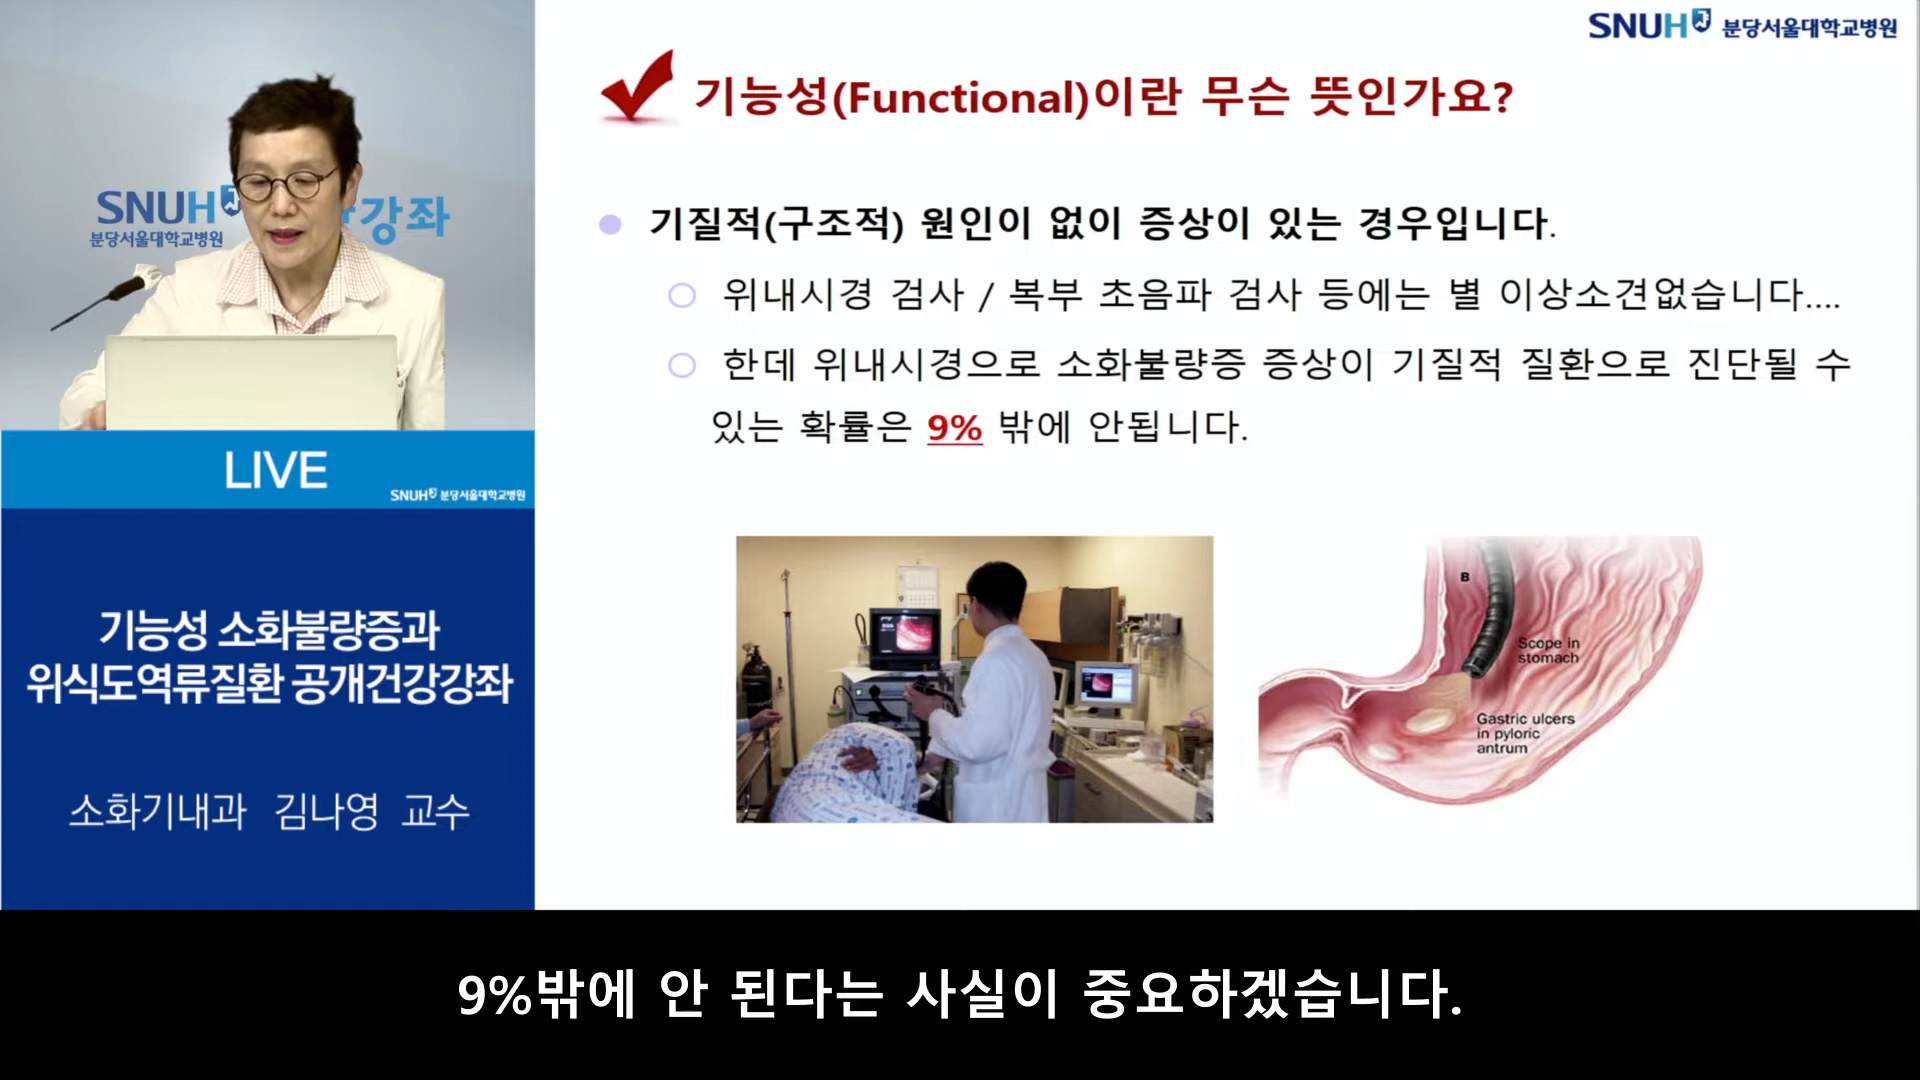 SNUH 분당서울대학교병원
기능성(Functional)이란 무슨 뜻인가요?
기질적(구조적) 원인이 없이 증상이 있는 경우입니다.
위내시경 검사 / 복부 초음파 검사 등에는 별 이상소견없습니다....
한데 위내시경으로 소화불량증 증상이 기질적 질환으로 진단될 수
있는 확률은 9% 밖에 안됩니다.
B
Scope in
stomach
Gastric ulcers
in pyloric
antrum
SNUH
분당서울대학교병원
강좌
LIVE
SNUH 분당서울대학교병원
기능성 소화불량증과
위식도역류질환 공개건강강좌
소화기내과 김나영 교수
9%밖에 안 된다는 사실이 중요하겠습니다.